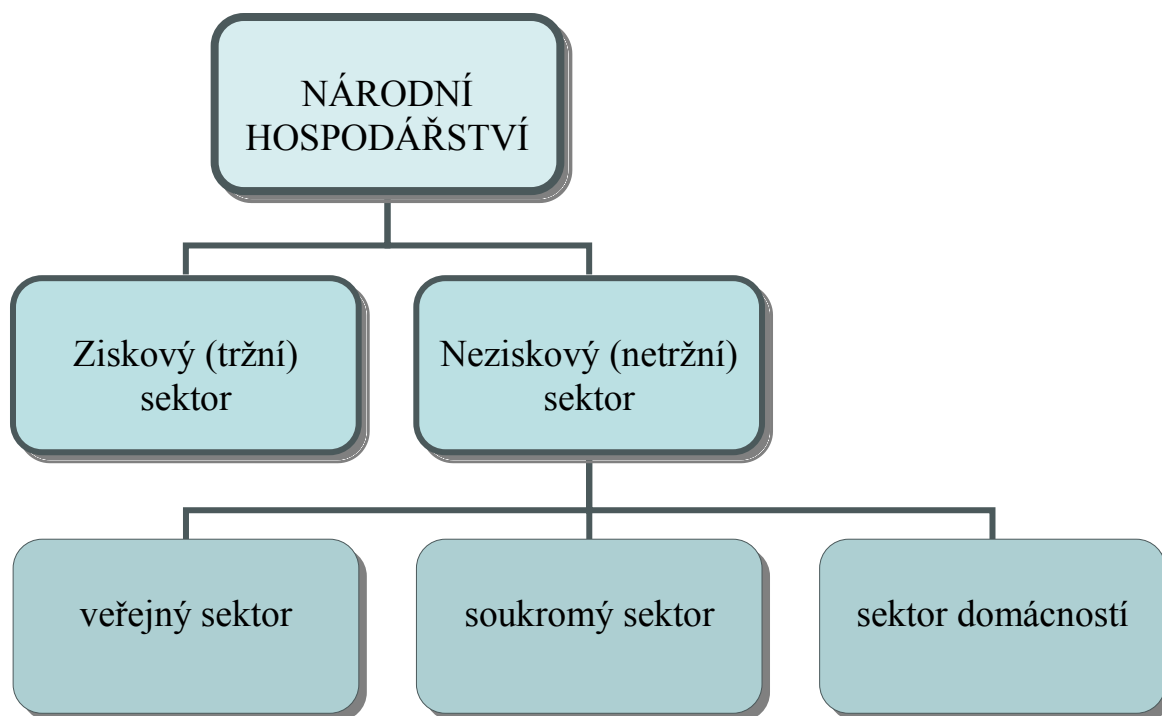 NÁRODNÍ
HOSPODÁŘSTVÍ
Ziskový (tržní)
sektor
Neziskový (netržní)
sektor
veřejný sektor
soukromý sektor
sektor domácností